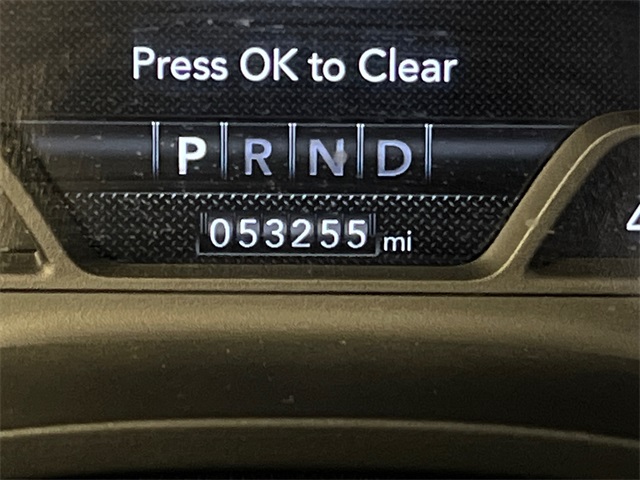 Press OK to Clear
P R N D
053255 mi